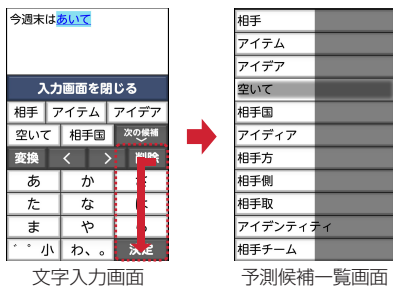 今週末はあいて
入力画面を閉じる
相手 アイテム アイデア
空いて 相手国 次の候補
変換 < > 削除
あ か さ
た な は
ま や ら
゛゜小 わ、。 決定
文字入力画面
相手
アイテム
アイデア
空いて
相手国
アイディア
相手方
相手側
相手取
アイデンティティ
相手チーム
予測候補一覧画面